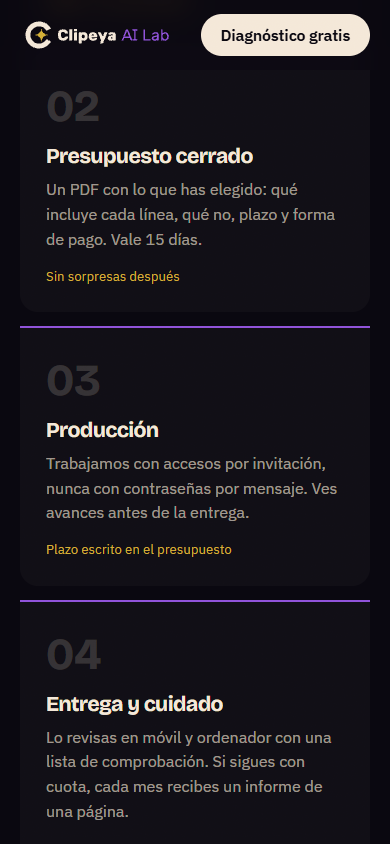 Clipeya AI Lab
Diagnóstico gratis
02
Presupuesto cerrado
Un PDF con lo que has elegido: qué
incluye cada línea, qué no, plazo y forma
de pago. Vale 15 días.
Sin sorpresas después
03
Producción
Trabajamos con accesos por invitación,
nunca con contraseñas por mensaje. Ves
avances antes de la entrega.
Plazo escrito en el presupuesto
04
Entrega y cuidado
Lo revisas en móvil y ordenador con una
lista de comprobación. Si sigues con
cuota, cada mes recibes un informe de
una página.